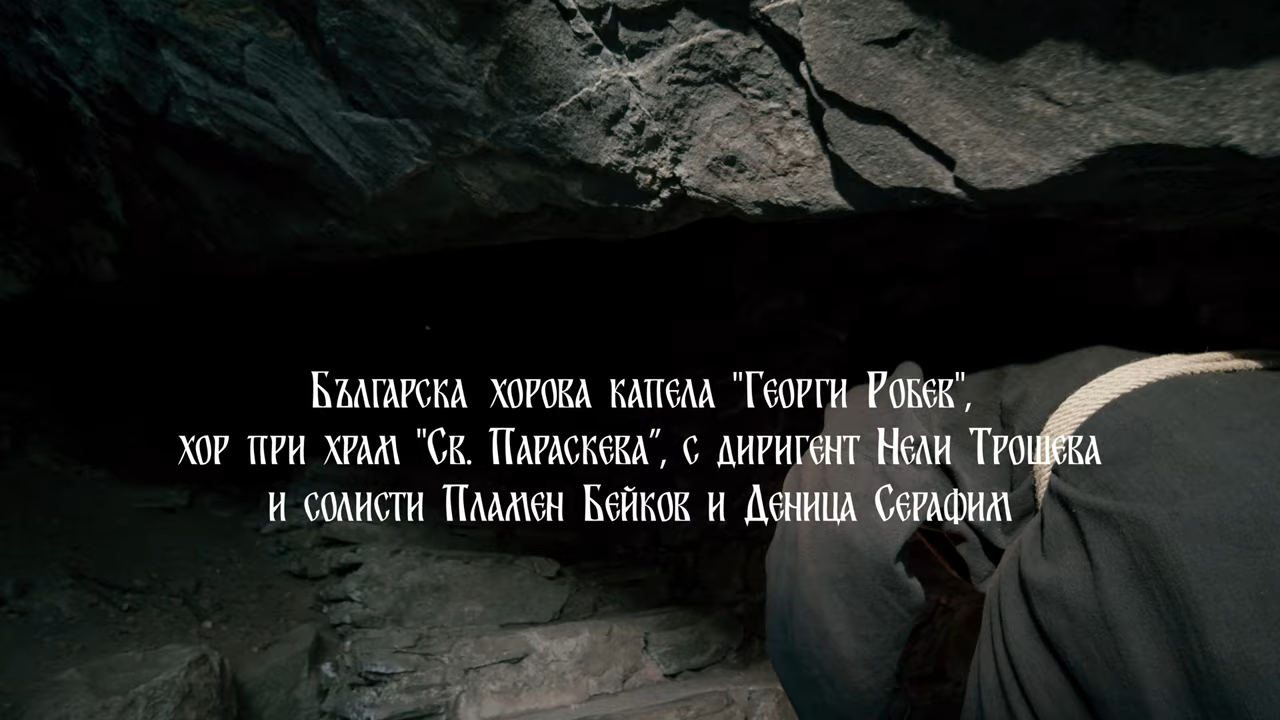 Българска хорова капела "Георги Робев",
хор при храм "Св. Параскева”, с диригент Нели Трошева
и солисти Пламен Бейков и Деница Серафим